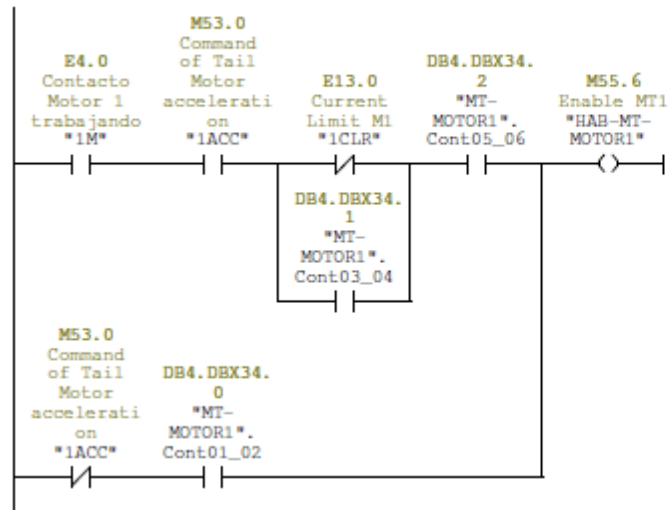 E4.0
Contacto
Motor 1
trabajando
"1M"
M53.0
Command
of Tail
Motor
accelerati
on
"1ACC"
E13.0
Current
Limit M1
"1CLR"
DB4.DBX34.
2
"MT-
MOTOR1".
Cont05_06
M55.6
Enable MT1
"HAB-MT-
MOTOR1"
DB4.DBX34.
1
"MT-
MOTOR1".
Cont03_04
M53.0
Command
of Tail
Motor
accelerati
on
"1ACC"
DB4.DBX34.
0
"MT-
MOTOR1".
Cont01_02